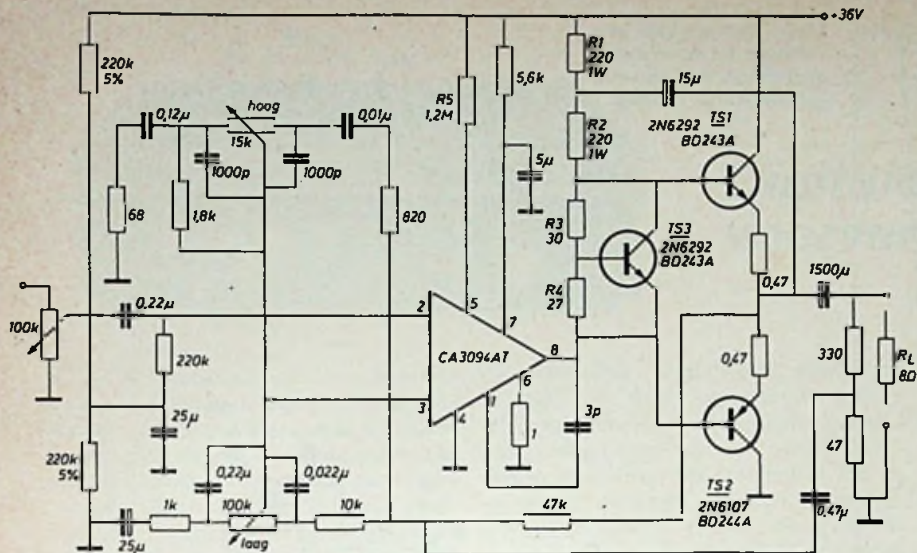 +36V
220k
5%
0,12µ
hoog
15k
0,01µ
1000p
1000p
68
1,8k
820
R5
1,2M
5,6k
5µ
R1
220
1W
15µ
R2
220
1W
TS1
2N6292
BD243A
R3
30
TS3
2N6292
BD243A
R4
27
0,47
1500µ
100k
0,22µ
220k
25µ
2
3
5
7
CA3094AT
8
6
1
4
1
3p
0,47
330
RL
8Ω
47
TS2
2N6107
BD244A
0,47µ
220k
5%
0,22µ
0,022µ
1k
100k
10k
47k
25µ
laag